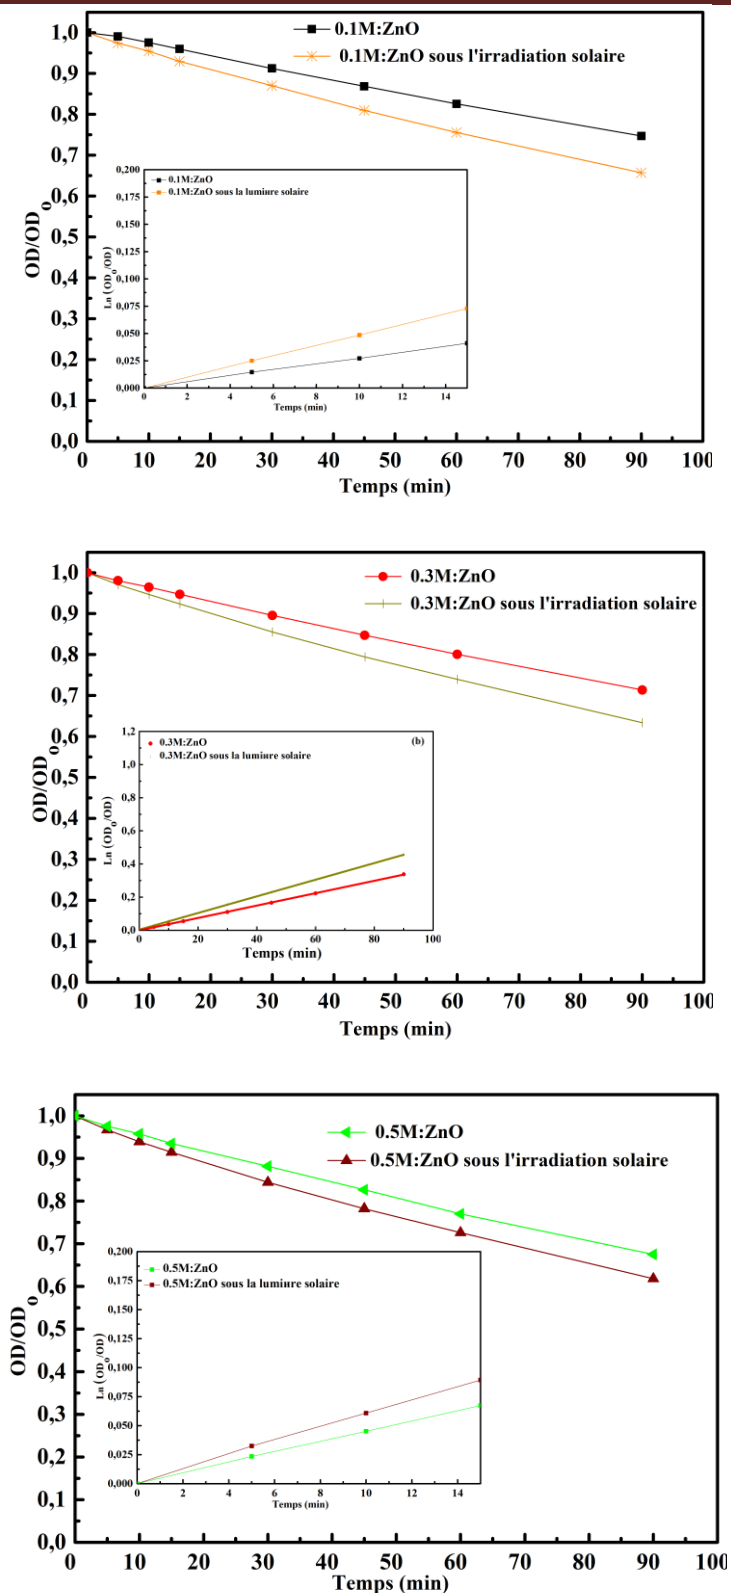 0.1M:ZnO
0.1M:ZnO sous l'irradiation solaire
1,0
0,9
0,8
0,7
0,6
0,5
0,4
0,3
0,2
0,1
0,0
OD/OD₀
0 10 20 30 40 50 60 70 80 90 100
Temps (min)
0.1M:ZnO
0.1M:ZnO sous la lumiиre solaire
0,200
0,175
0,150
0,125
0,100
0,075
0,050
0,025
0,000
Ln (OD₀/OD)
0 2 4 6 8 10 12 14
Temps (min)
0.3M:ZnO
0.3M:ZnO sous l'irradiation solaire
1,0
0,9
0,8
0,7
0,6
0,5
0,4
0,3
0,2
0,1
0,0
OD/OD₀
0 10 20 30 40 50 60 70 80 90 100
Temps (min)
0.3M:ZnO
(b)
0.3M:ZnO sous la lumiиre solaire
1,2
1,0
0,8
0,6
0,4
0,2
0,0
Ln (OD₀/OD)
20 40 60 80 100
Temps (min)
0.5M:ZnO
0.5M:ZnO sous l'irradiation solaire
1,0
0,9
0,8
0,7
0,6
0,5
0,4
0,3
0,2
0,1
0,0
OD/OD₀
0 10 20 30 40 50 60 70 80 90 100
Temps (min)
0.5M:ZnO
0.5M:ZnO sous la lumiиre solaire
0,200
0,175
0,150
0,125
0,100
0,075
0,050
0,025
0,000
Ln (OD₀/OD)
0 2 4 6 8 10 12 14
Temps (min)